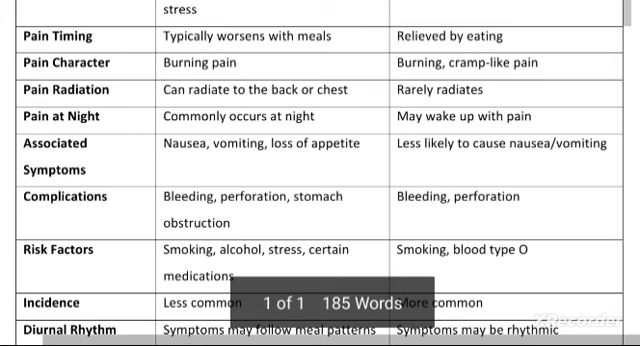 stress
Pain Timing Typically worsens with meals Relieved by eating
Pain Character Burning pain Burning, cramp-like pain
Pain Radiation Can radiate to the back or chest Rarely radiates
Pain at Night Commonly occurs at night May wake up with pain
Associated Nausea, vomiting, loss of appetite Less likely to cause nausea/vomiting
Symptoms
Complications Bleeding, perforation, stomach Bleeding, perforation
obstruction
Risk Factors Smoking, alcohol, stress, certain Smoking, blood type O
medications
Incidence Less common 1 of 1 185 Words More common
XRecorder
Diurnal Rhythm Symptoms may follow meal patterns Symptoms may be rhythmic